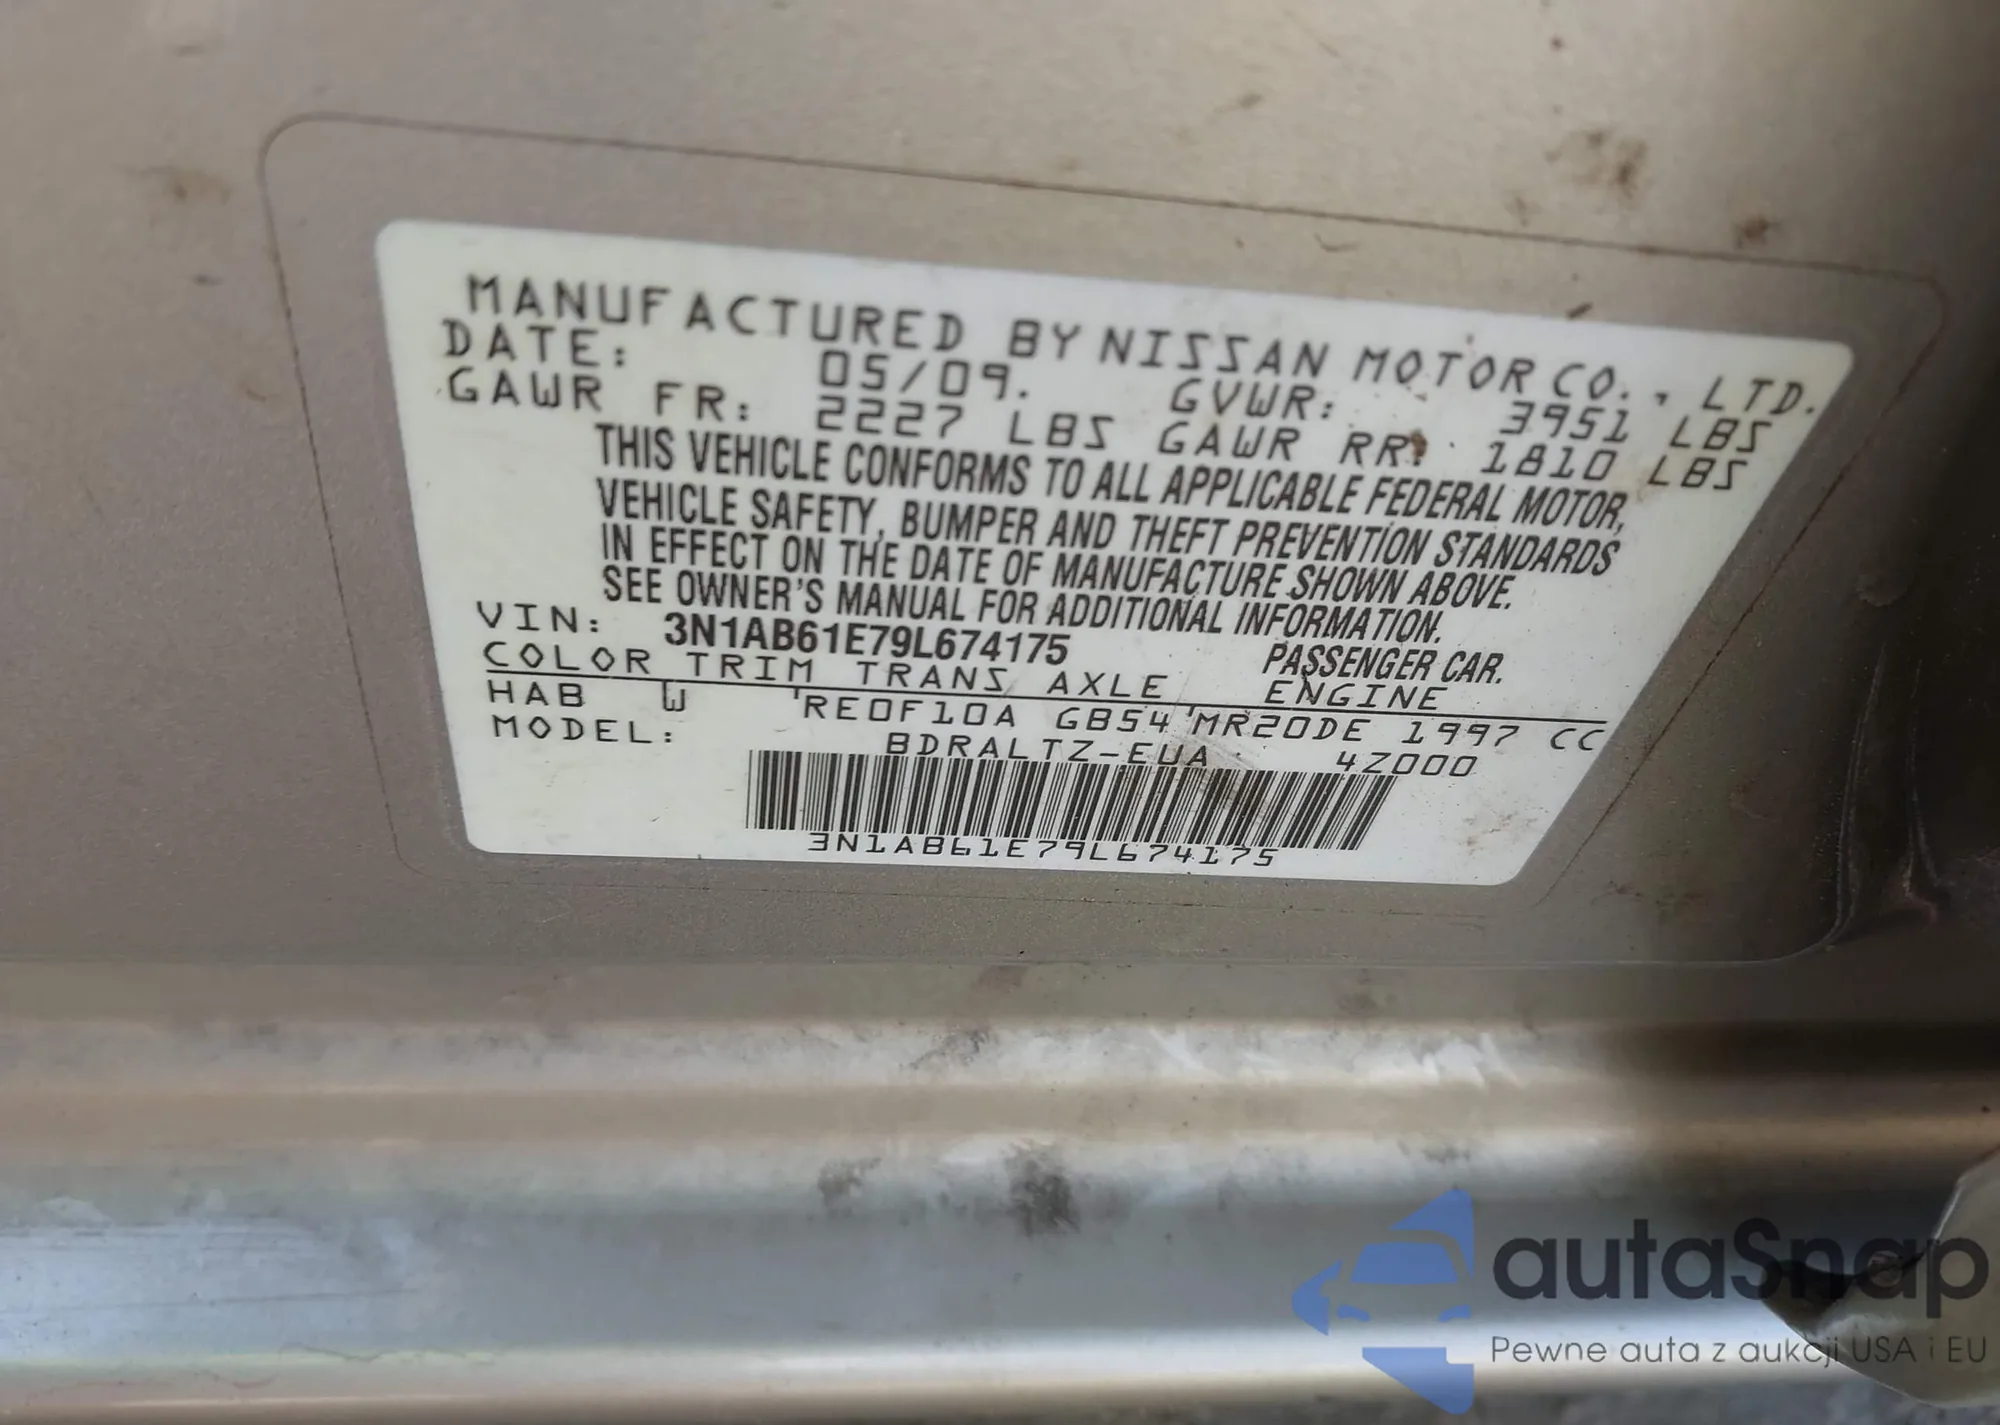 MANUFACTURED BY NISSAN MOTOR CO., LTD.
DATE: 05/09. GVWR: 3951 LBS
GAWR FR: 2227 LBS GAWR RR: 1810 LBS
THIS VEHICLE CONFORMS TO ALL APPLICABLE FEDERAL MOTOR,
VEHICLE SAFETY, BUMPER AND THEFT PREVENTION STANDARDS
IN EFFECT ON THE DATE OF MANUFACTURE SHOWN ABOVE.
SEE OWNER'S MANUAL FOR ADDITIONAL INFORMATION.
VIN: 3N1AB61E79L674175 PASSENGER CAR.
COLOR TRIM TRANS AXLE ENGINE
HAB W RE0F10A GB54 MR20DE 1997 CC
MODEL: BDRALTZ-EUA 4Z000
3N1AB61E79L674175
autaSnap
Pewne auta z aukcji USA i EU